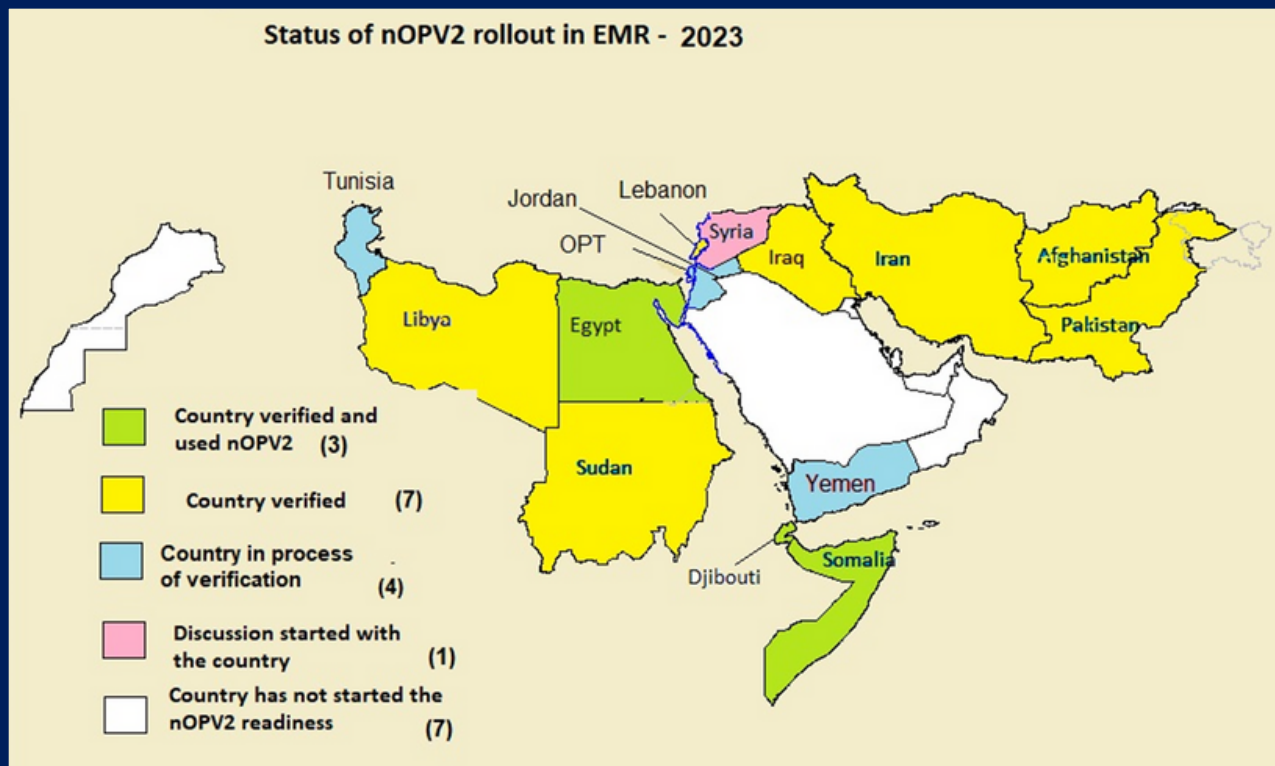 Status of nOPV2 rollout in EMR - 2023
Tunisia
Lebanon
Jordan
Syria
OPT
Iraq
Iran
Afghanistan
Libya
Egypt
Pakistan
Country verified and
used nOPV2 (3)
Sudan
Yemen
Country verified (7)
Country in process
of verification (4)
Somalia
Djibouti
Discussion started with
the country (1)
Country has not started the
nOPV2 readiness (7)